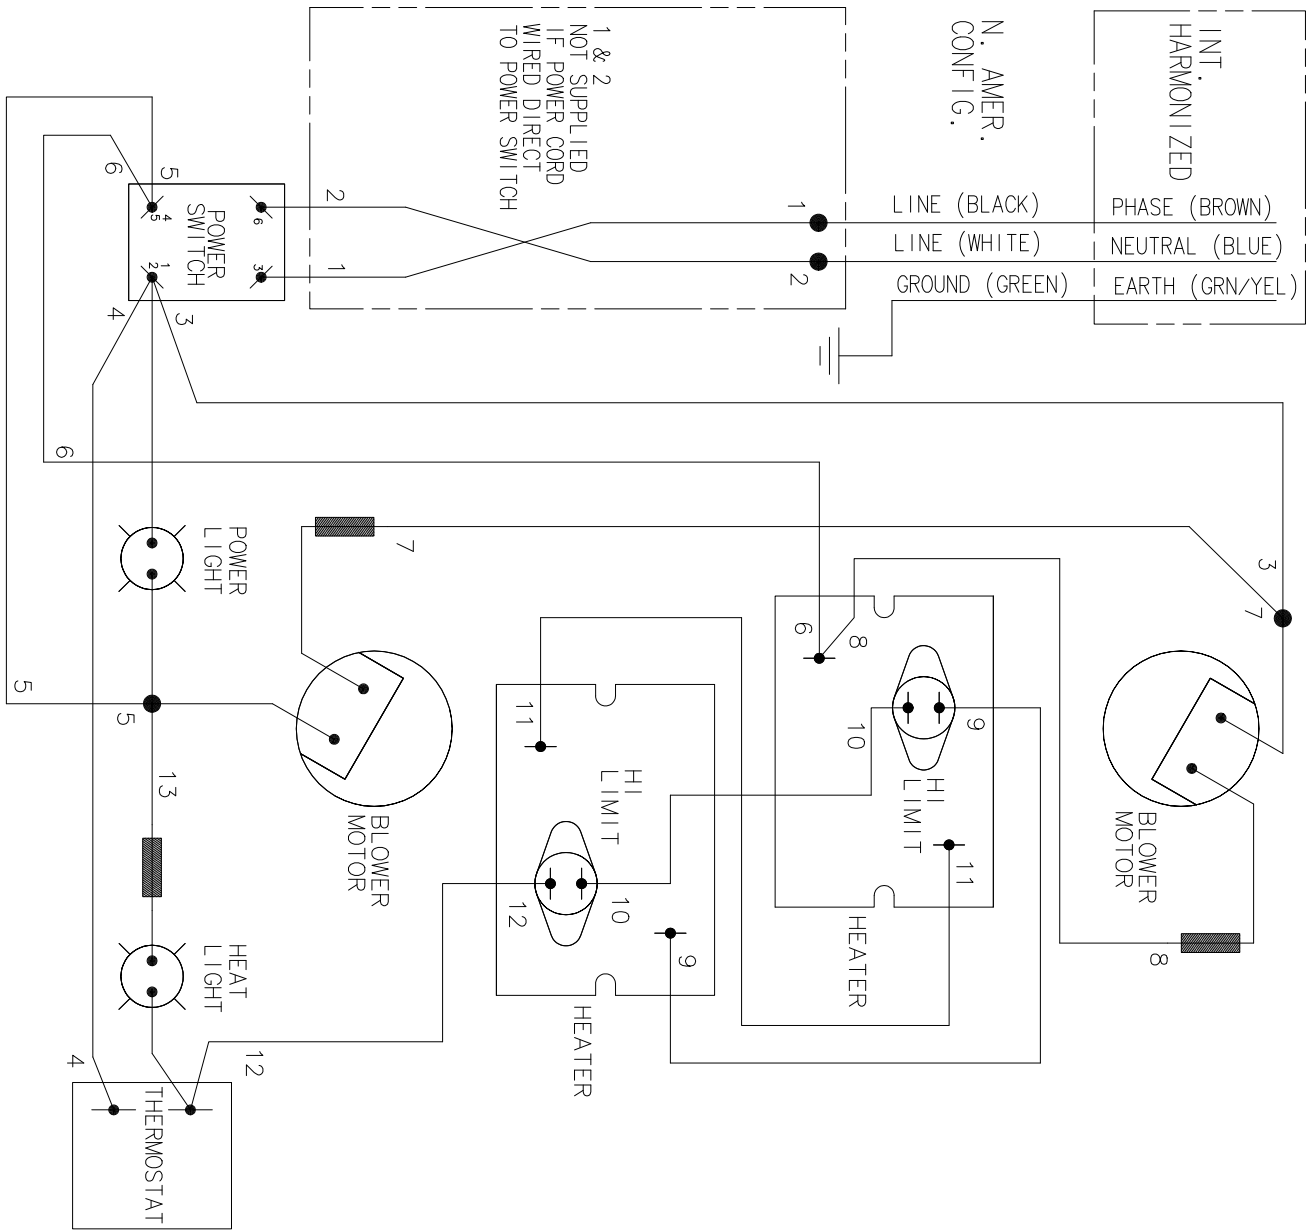 INT.
HARMONIZED
N. AMER.
CONFIG.
1 & 2
NOT SUPPLIED
IF POWER CORD
WIRED DIRECT
TO POWER SWITCH
LINE (BLACK)
PHASE (BROWN)
LINE (WHITE)
NEUTRAL (BLUE)
GROUND (GREEN)
EARTH (GRN/YEL)
1
2
2
1
5
6
POWER
SWITCH
4
5
6
1
2
3
4
3
6
POWER
LIGHT
7
3
7
6
8
5
5
11
10
9
13
HI
LIMIT
HI
LIMIT
BLOWER
MOTOR
BLOWER
MOTOR
11
12
10
HEATER
9
8
HEAT
LIGHT
HEATER
12
4
THERMOSTAT